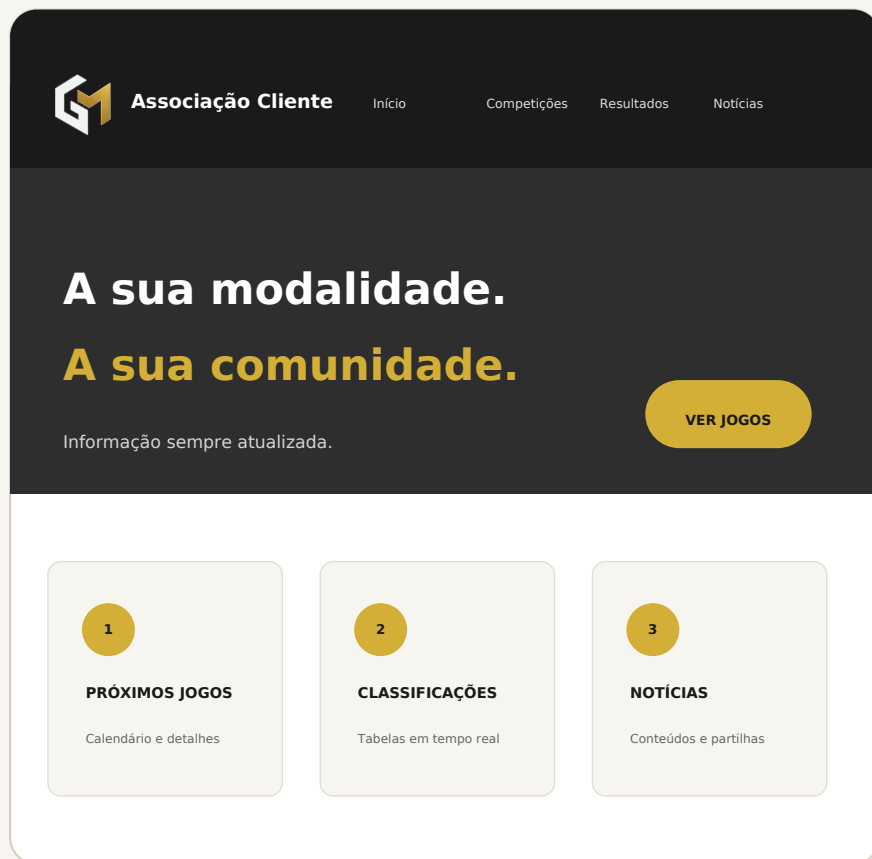 GM
Associação Cliente
Início
Competições
Resultados
Notícias
A sua modalidade.
A sua comunidade.
Informação sempre atualizada.
VER JOGOS
1
PRÓXIMOS JOGOS
Calendário e detalhes
2
CLASSIFICAÇÕES
Tabelas em tempo real
3
NOTÍCIAS
Conteúdos e partilhas